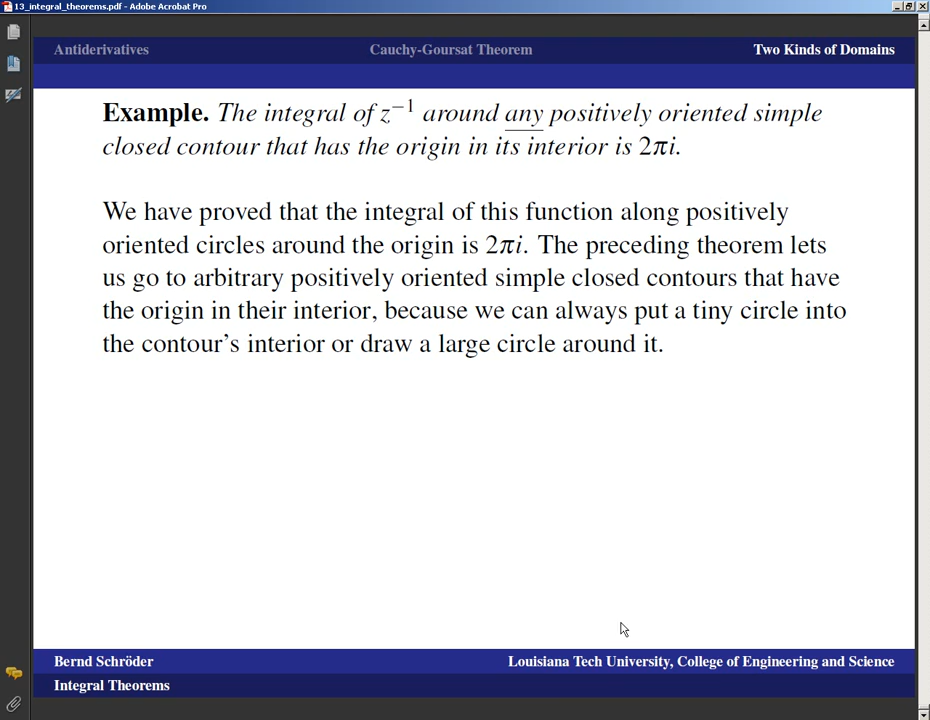 13_integral_theorems.pdf - Adobe Acrobat Pro
Antiderivatives Cauchy-Goursat Theorem Two Kinds of Domains
Example. The integral of z⁻¹ around any positively oriented simple
closed contour that has the origin in its interior is 2πi.
We have proved that the integral of this function along positively
oriented circles around the origin is 2πi. The preceding theorem lets
us go to arbitrary positively oriented simple closed contours that have
the origin in their interior, because we can always put a tiny circle into
the contour’s interior or draw a large circle around it.
Bernd Schröder Louisiana Tech University, College of Engineering and Science
Integral Theorems